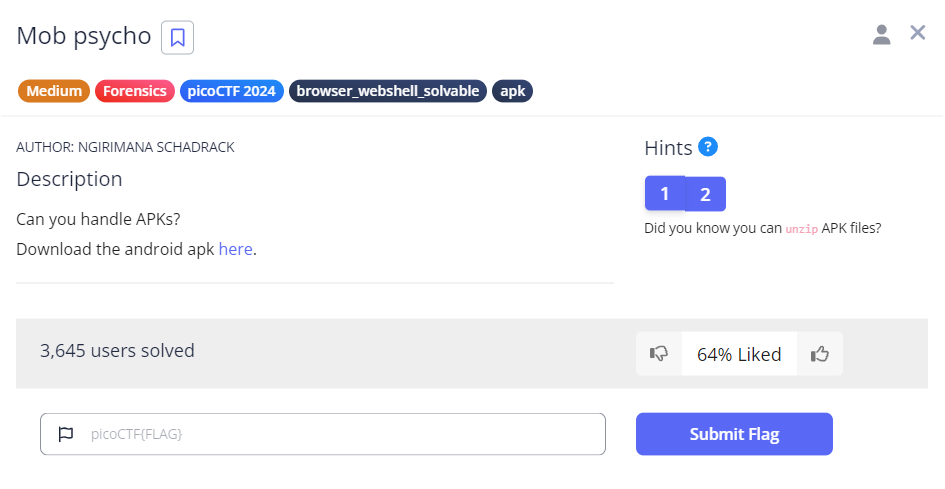 Mob psycho
Medium Forensics picoCTF 2024 browser_webshell_solvable apk
AUTHOR: NGIRIMANA SCHADRACK
Description
Can you handle APKs?
Download the android apk here.
Hints ?
1 2
Did you know you can unzip APK files?
3,645 users solved
64% Liked
picoCTF{FLAG}
Submit Flag